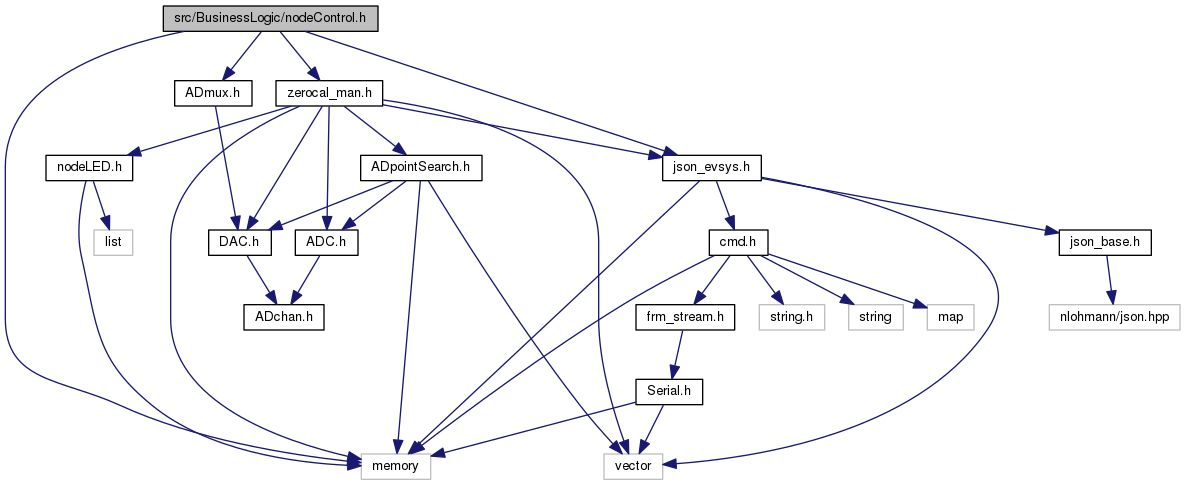 src/BusinessLogic/nodeControl.h
ADmux.h
zerocal_man.h
nodeLED.h
ADpointSearch.h
json_evsys.h
list
DAC.h
ADC.h
cmd.h
json_base.h
ADchan.h
frm_stream.h
string.h
string
map
nlohmann/json.hpp
Serial.h
memory
vector